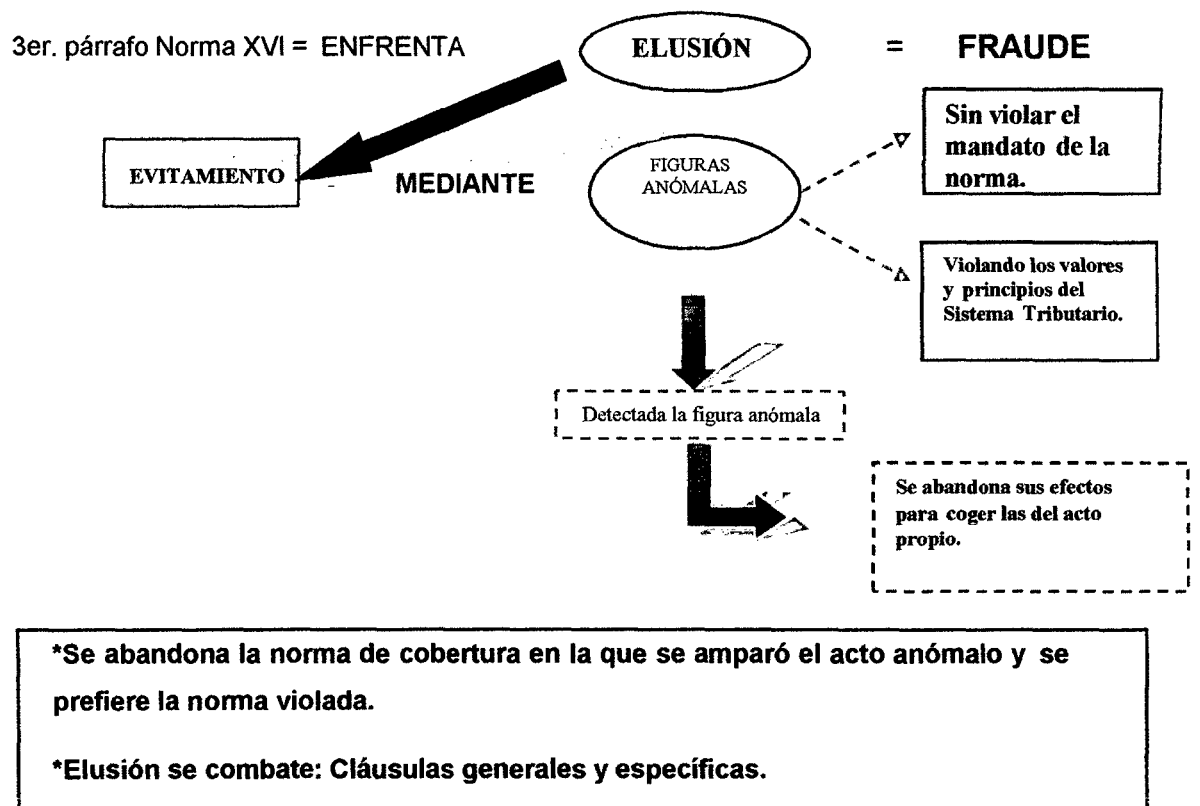 3er. párrafo Norma XVI = ENFRENTA
ELUSIÓN
= FRAUDE
EVITAMIENTO
MEDIANTE
FIGURAS
ANÓMALAS
Sin violar el
mandato de la
norma.
Violando los valores
y principios del
Sistema Tributario.
Detectada la figura anómala
Se abandona sus efectos
para coger las del acto
propio.
*Se abandona la norma de cobertura en la que se amparó el acto anómalo y se
prefiere la norma violada.
*Elusión se combate: Cláusulas generales y específicas.